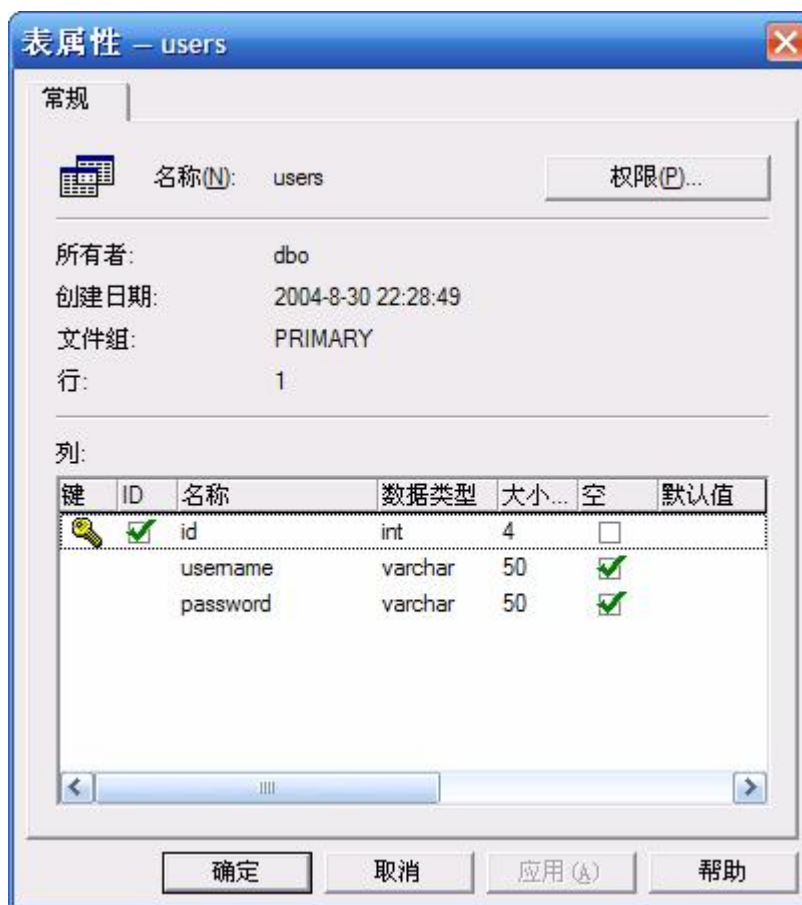 表属性 – users
常规
名称(N): users 权限(P)...
所有者: dbo
创建日期: 2004-8-30 22:28:49
文件组: PRIMARY
行: 1
列:
键 ID 名称 数据类型 大小... 空 默认值
id int 4
username varchar 50
password varchar 50
确定 取消 应用(A) 帮助